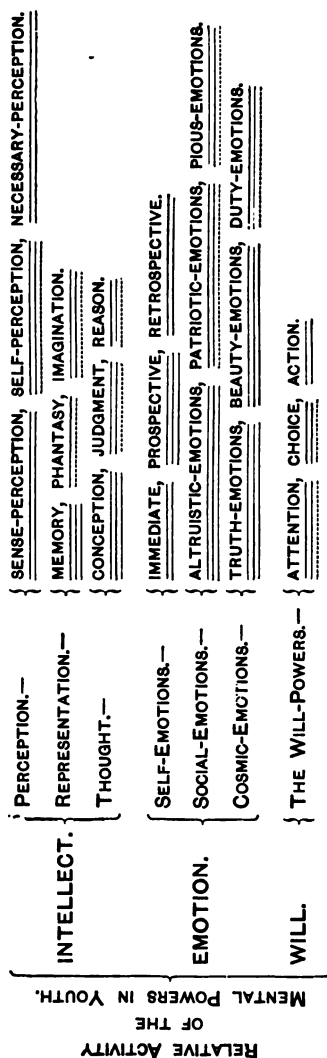 RELATIVE ACTIVITY
OF THE
MENTAL POWERS IN YOUTH.
INTELLECT.
PERCEPTION.— SENSE-PERCEPTION, SELF-PERCEPTION, NECESSARY-PERCEPTION.
REPRESENTATION.— MEMORY, PHANTASY, IMAGINATION.
THOUGHT.— CONCEPTION, JUDGMENT, REASON.
EMOTION.
SELF-EMOTIONS.— IMMEDIATE, PROSPECTIVE, RETROSPECTIVE.
SOCIAL-EMOTIONS.— ALTRUISTIC-EMOTIONS, PATRIOTIC-EMOTIONS, PIOUS-EMOTIONS.
COSMIC-EMOTIONS.— TRUTH-EMOTIONS, BEAUTY-EMOTIONS, DUTY-EMOTIONS.
WILL.
THE WILL-POWERS.— ATTENTION, CHOICE, ACTION.